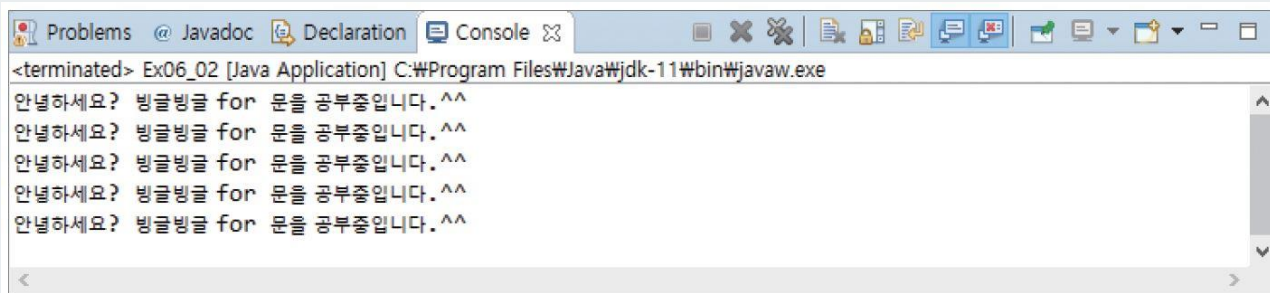 Problems @ Javadoc Declaration Console
<terminated> Ex06_02 [Java Application] C:₩Program Files₩Java₩jdk-11₩bin₩javaw.exe
안녕하세요? 빙글빙글 for 문을 공부중입니다.^^
안녕하세요? 빙글빙글 for 문을 공부중입니다.^^
안녕하세요? 빙글빙글 for 문을 공부중입니다.^^
안녕하세요? 빙글빙글 for 문을 공부중입니다.^^
안녕하세요? 빙글빙글 for 문을 공부중입니다.^^